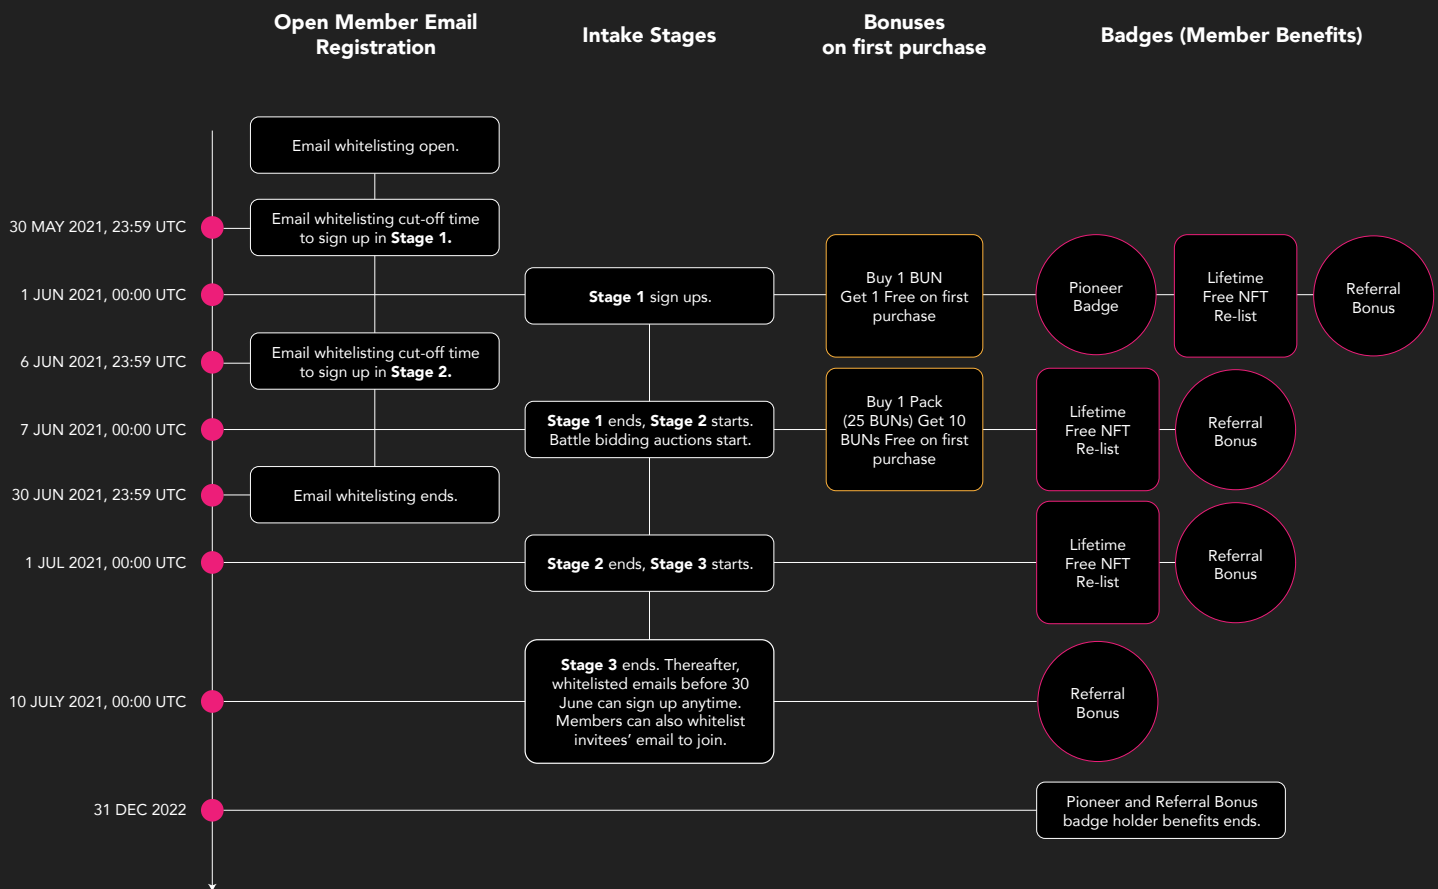 Open Member Email
Registration
Intake Stages
Bonuses
on first purchase
Badges (Member Benefits)
Email whitelisting open.
30 MAY 2021, 23:59 UTC
Email whitelisting cut-off time
to sign up in Stage 1.
1 JUN 2021, 00:00 UTC
Stage 1 sign ups.
Buy 1 BUN
Get 1 Free on first
purchase
Pioneer
Badge
Lifetime
Free NFT
Re-list
Referral
Bonus
6 JUN 2021, 23:59 UTC
Email whitelisting cut-off time
to sign up in Stage 2.
7 JUN 2021, 00:00 UTC
Stage 1 ends, Stage 2 starts.
Battle bidding auctions start.
Buy 1 Pack
(25 BUNs) Get 10
BUNs Free on first
purchase
Lifetime
Free NFT
Re-list
Referral
Bonus
30 JUN 2021, 23:59 UTC
Email whitelisting ends.
1 JUL 2021, 00:00 UTC
Stage 2 ends, Stage 3 starts.
Lifetime
Free NFT
Re-list
Referral
Bonus
10 JULY 2021, 00:00 UTC
Stage 3 ends. Thereafter,
whitelisted emails before 30
June can sign up anytime.
Members can also whitelist
invitees’ email to join.
Referral
Bonus
31 DEC 2022
Pioneer and Referral Bonus
badge holder benefits ends.